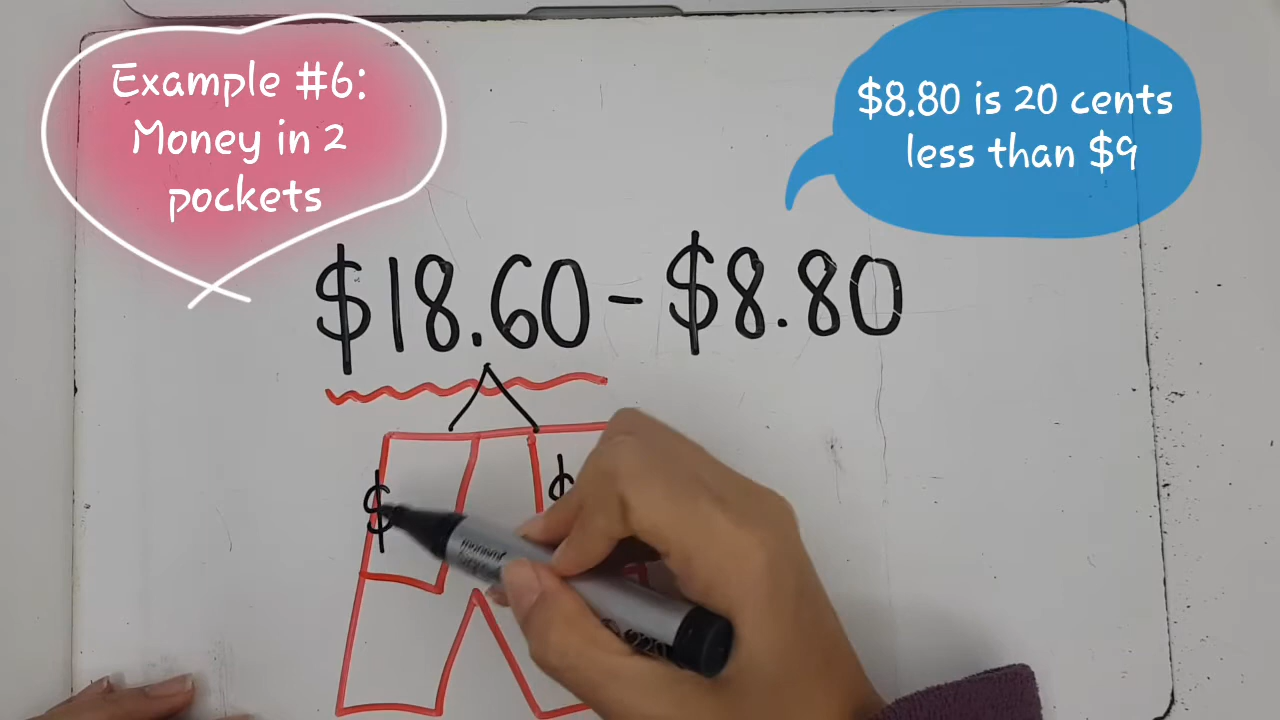 Example #6:
Money in 2
pockets
$8.80 is 20 cents
less than $9
$18.60 - $8.80
$
$